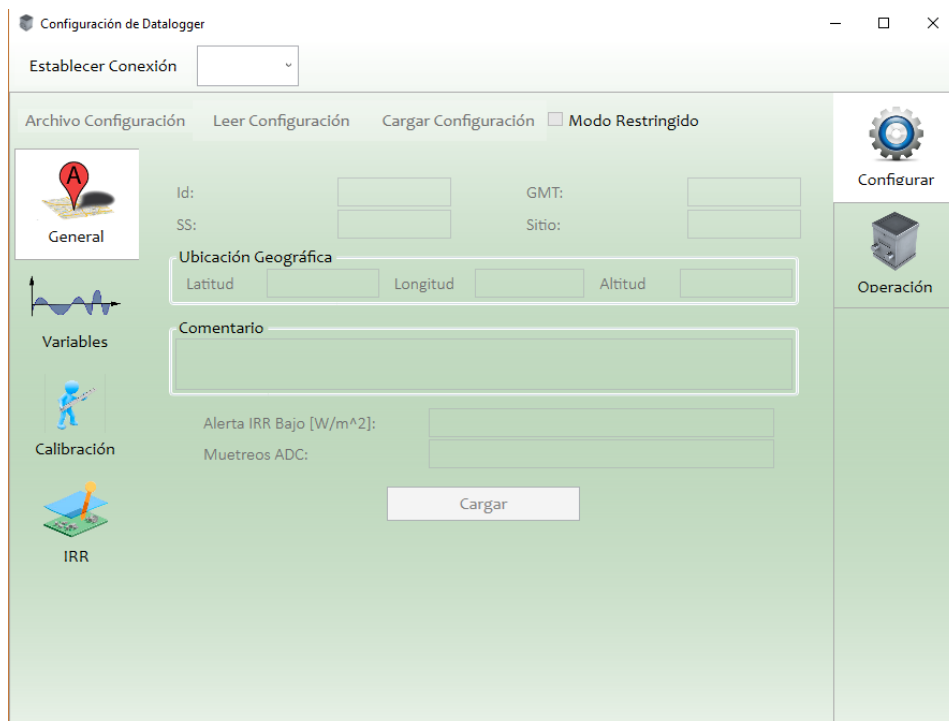 Configuración de Datalogger
Establecer Conexión
Archivo Configuración Leer Configuración Cargar Configuración Modo Restringido
A
General
Variables
Calibración
IRR
Id: GMT:
SS: Sitio:
Ubicación Geográfica
Latitud Longitud Altitud
Comentario
Alerta IRR Bajo [W/m^2]:
Muetreos ADC:
Cargar
Configurar
Operación